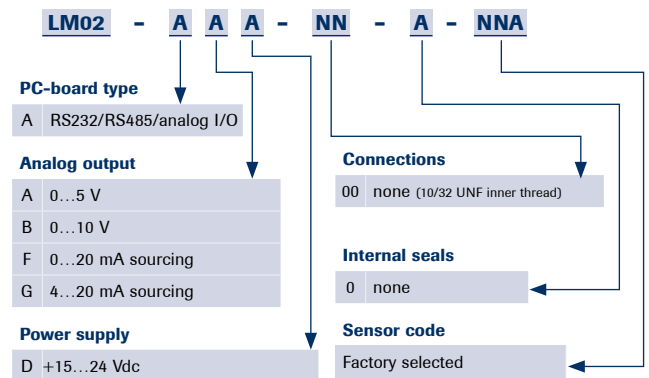 LM02 - A A A - NN - A - NNA
PC-board type
A RS232/RS485/analog I/O
Analog output
A 0...5 V
B 0...10 V
F 0...20 mA sourcing
G 4...20 mA sourcing
Power supply
D +15...24 Vdc
Connections
00 none (10/32 UNF inner thread)
Internal seals
0 none
Sensor code
Factory selected